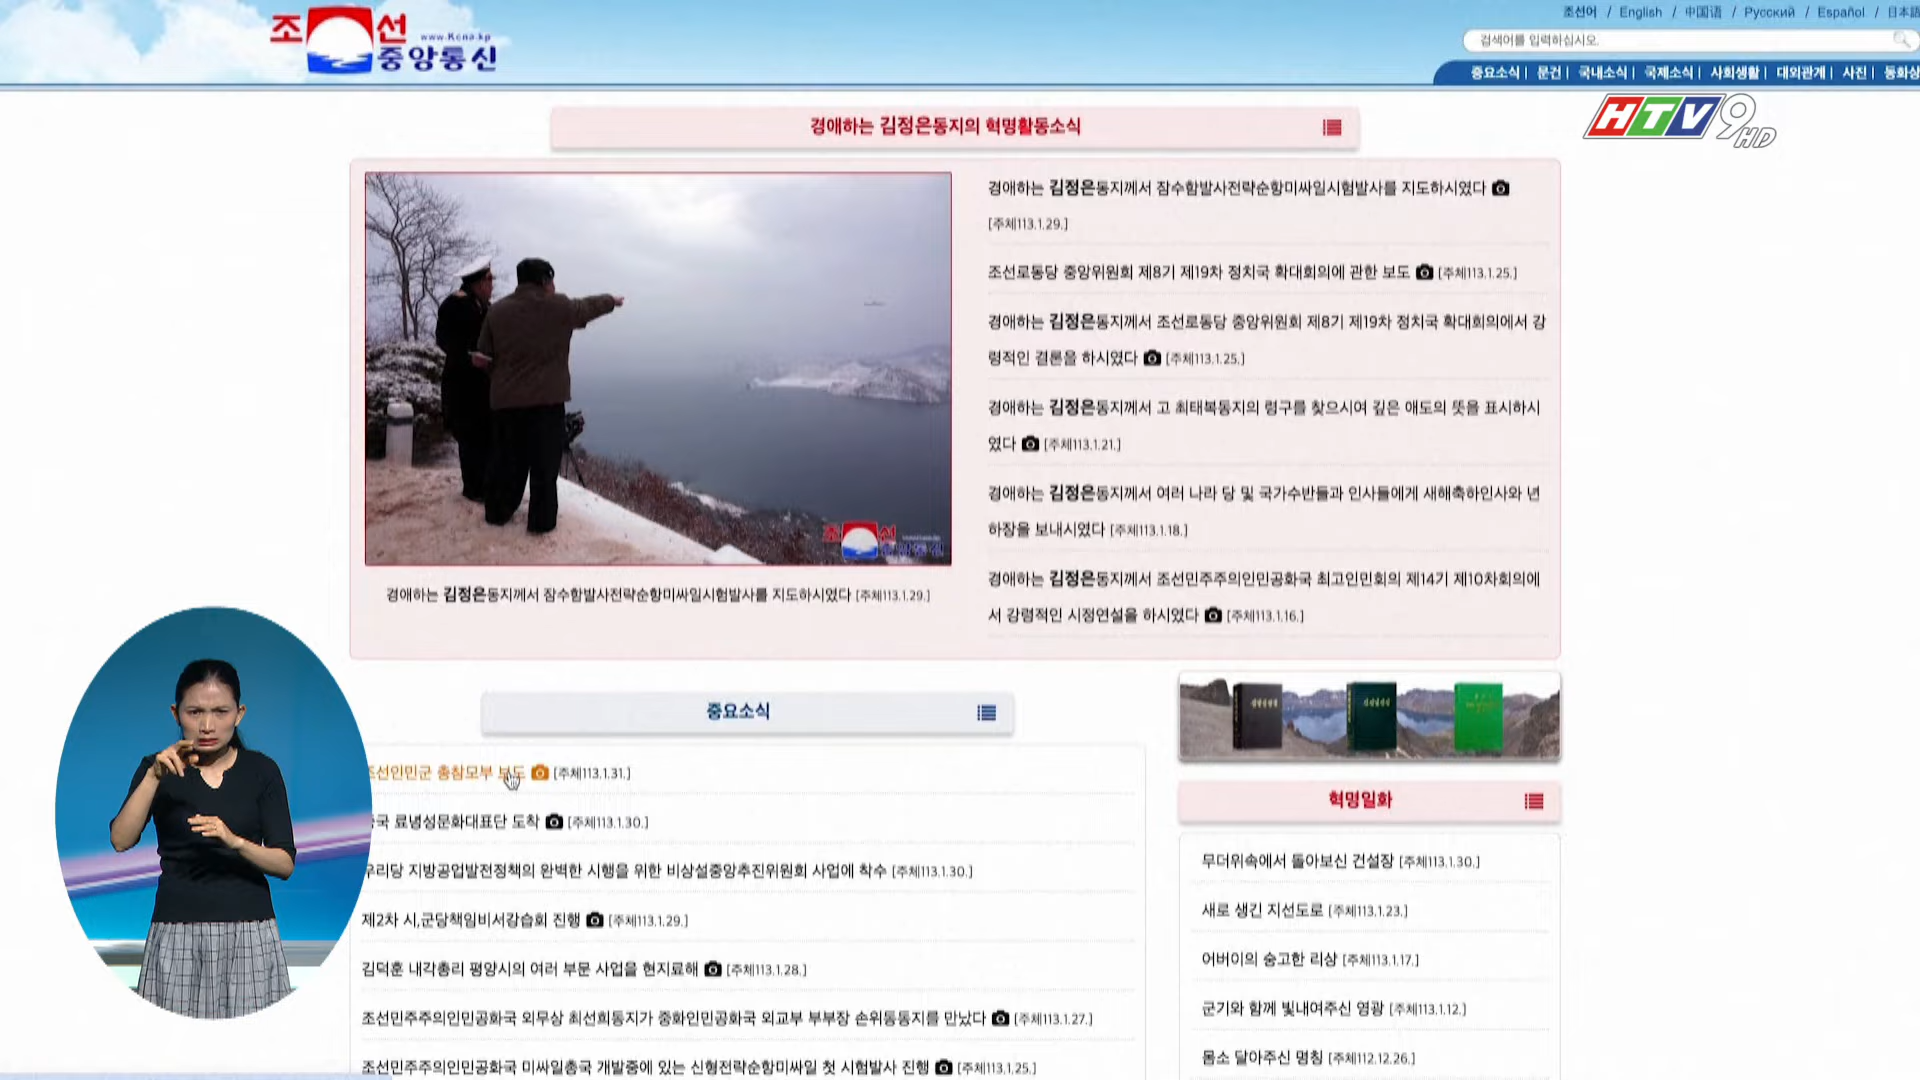 조선
www.Kcna.kp
중앙통신
조선어 / English / 中国语 / Русский / Español / 日本語
검색어를 입력하십시오.
중요소식 | 문건 | 국내소식 | 국제소식 | 사회생활 | 대외관계 | 사진 | 동화상
HTV9 HD
경애하는 김정은동지의 혁명활동소식
경애하는 김정은동지께서 잠수함발사전략순항미싸일시험발사를 지도하시였다
[주체113.1.29.]
조선로동당 중앙위원회 제8기 제19차 정치국 확대회의에 관한 보도 [주체113.1.25.]
경애하는 김정은동지께서 조선로동당 중앙위원회 제8기 제19차 정치국 확대회의에서 강
령적인 결론을 하시였다 [주체113.1.25.]
경애하는 김정은동지께서 고 최태복동지의 령구를 찾으시여 깊은 애도의 뜻을 표시하시
였다 [주체113.1.21.]
경애하는 김정은동지께서 여러 나라 당 및 국가수반들과 인사들에게 새해축하인사와 년
하장을 보내시였다 [주체113.1.18.]
경애하는 김정은동지께서 조선민주주의인민공화국 최고인민회의 제14기 제10차회의에
서 강령적인 시정연설을 하시였다 [주체113.1.16.]
조선
중앙통신
경애하는 김정은동지께서 잠수함발사전략순항미싸일시험발사를 지도하시였다 [주체113.1.29.]
중요소식
조선인민군 총참모부 보도 [주체113.1.31.]
중국 료녕성문화대표단 도착 [주체113.1.30.]
우리당 지방공업발전정책의 완벽한 시행을 위한 비상설중앙추진위원회 사업에 착수 [주체113.1.30.]
제2차 시,군당책임비서강습회 진행 [주체113.1.29.]
김덕훈 내각총리 평양시의 여러 부문 사업을 현지료해 [주체113.1.28.]
조선민주주의인민공화국 외무상 최선희동지가 중화인민공화국 외교부 부부장 손위동동지를 만났다 [주체113.1.27.]
조선민주주의인민공화국 미싸일총국 개발중에 있는 신형전략순항미싸일 첫 시험발사 진행 [주체113.1.25.]
혁명일화
무더위속에서 돌아보신 건설장 [주체113.1.30.]
새로 생긴 지선도로 [주체113.1.23.]
어버이의 숭고한 리상 [주체113.1.17.]
군기와 함께 빛내여주신 영광 [주체113.1.12.]
몸소 달아주신 명칭 [주체112.12.26.]